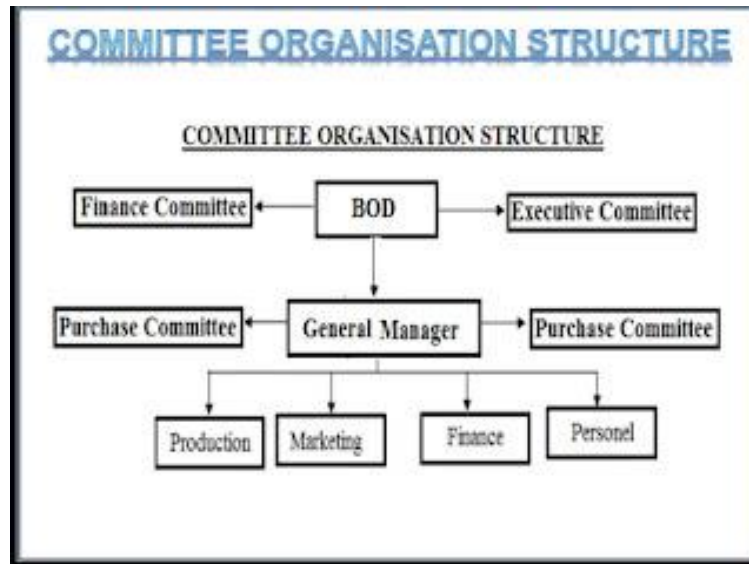 COMMITTEE ORGANISATION STRUCTURE
COMMITTEE ORGANISATION STRUCTURE
Finance Committee
BOD
Executive Committee
Purchase Committee
General Manager
Purchase Committee
Production
Marketing
Finance
Personel